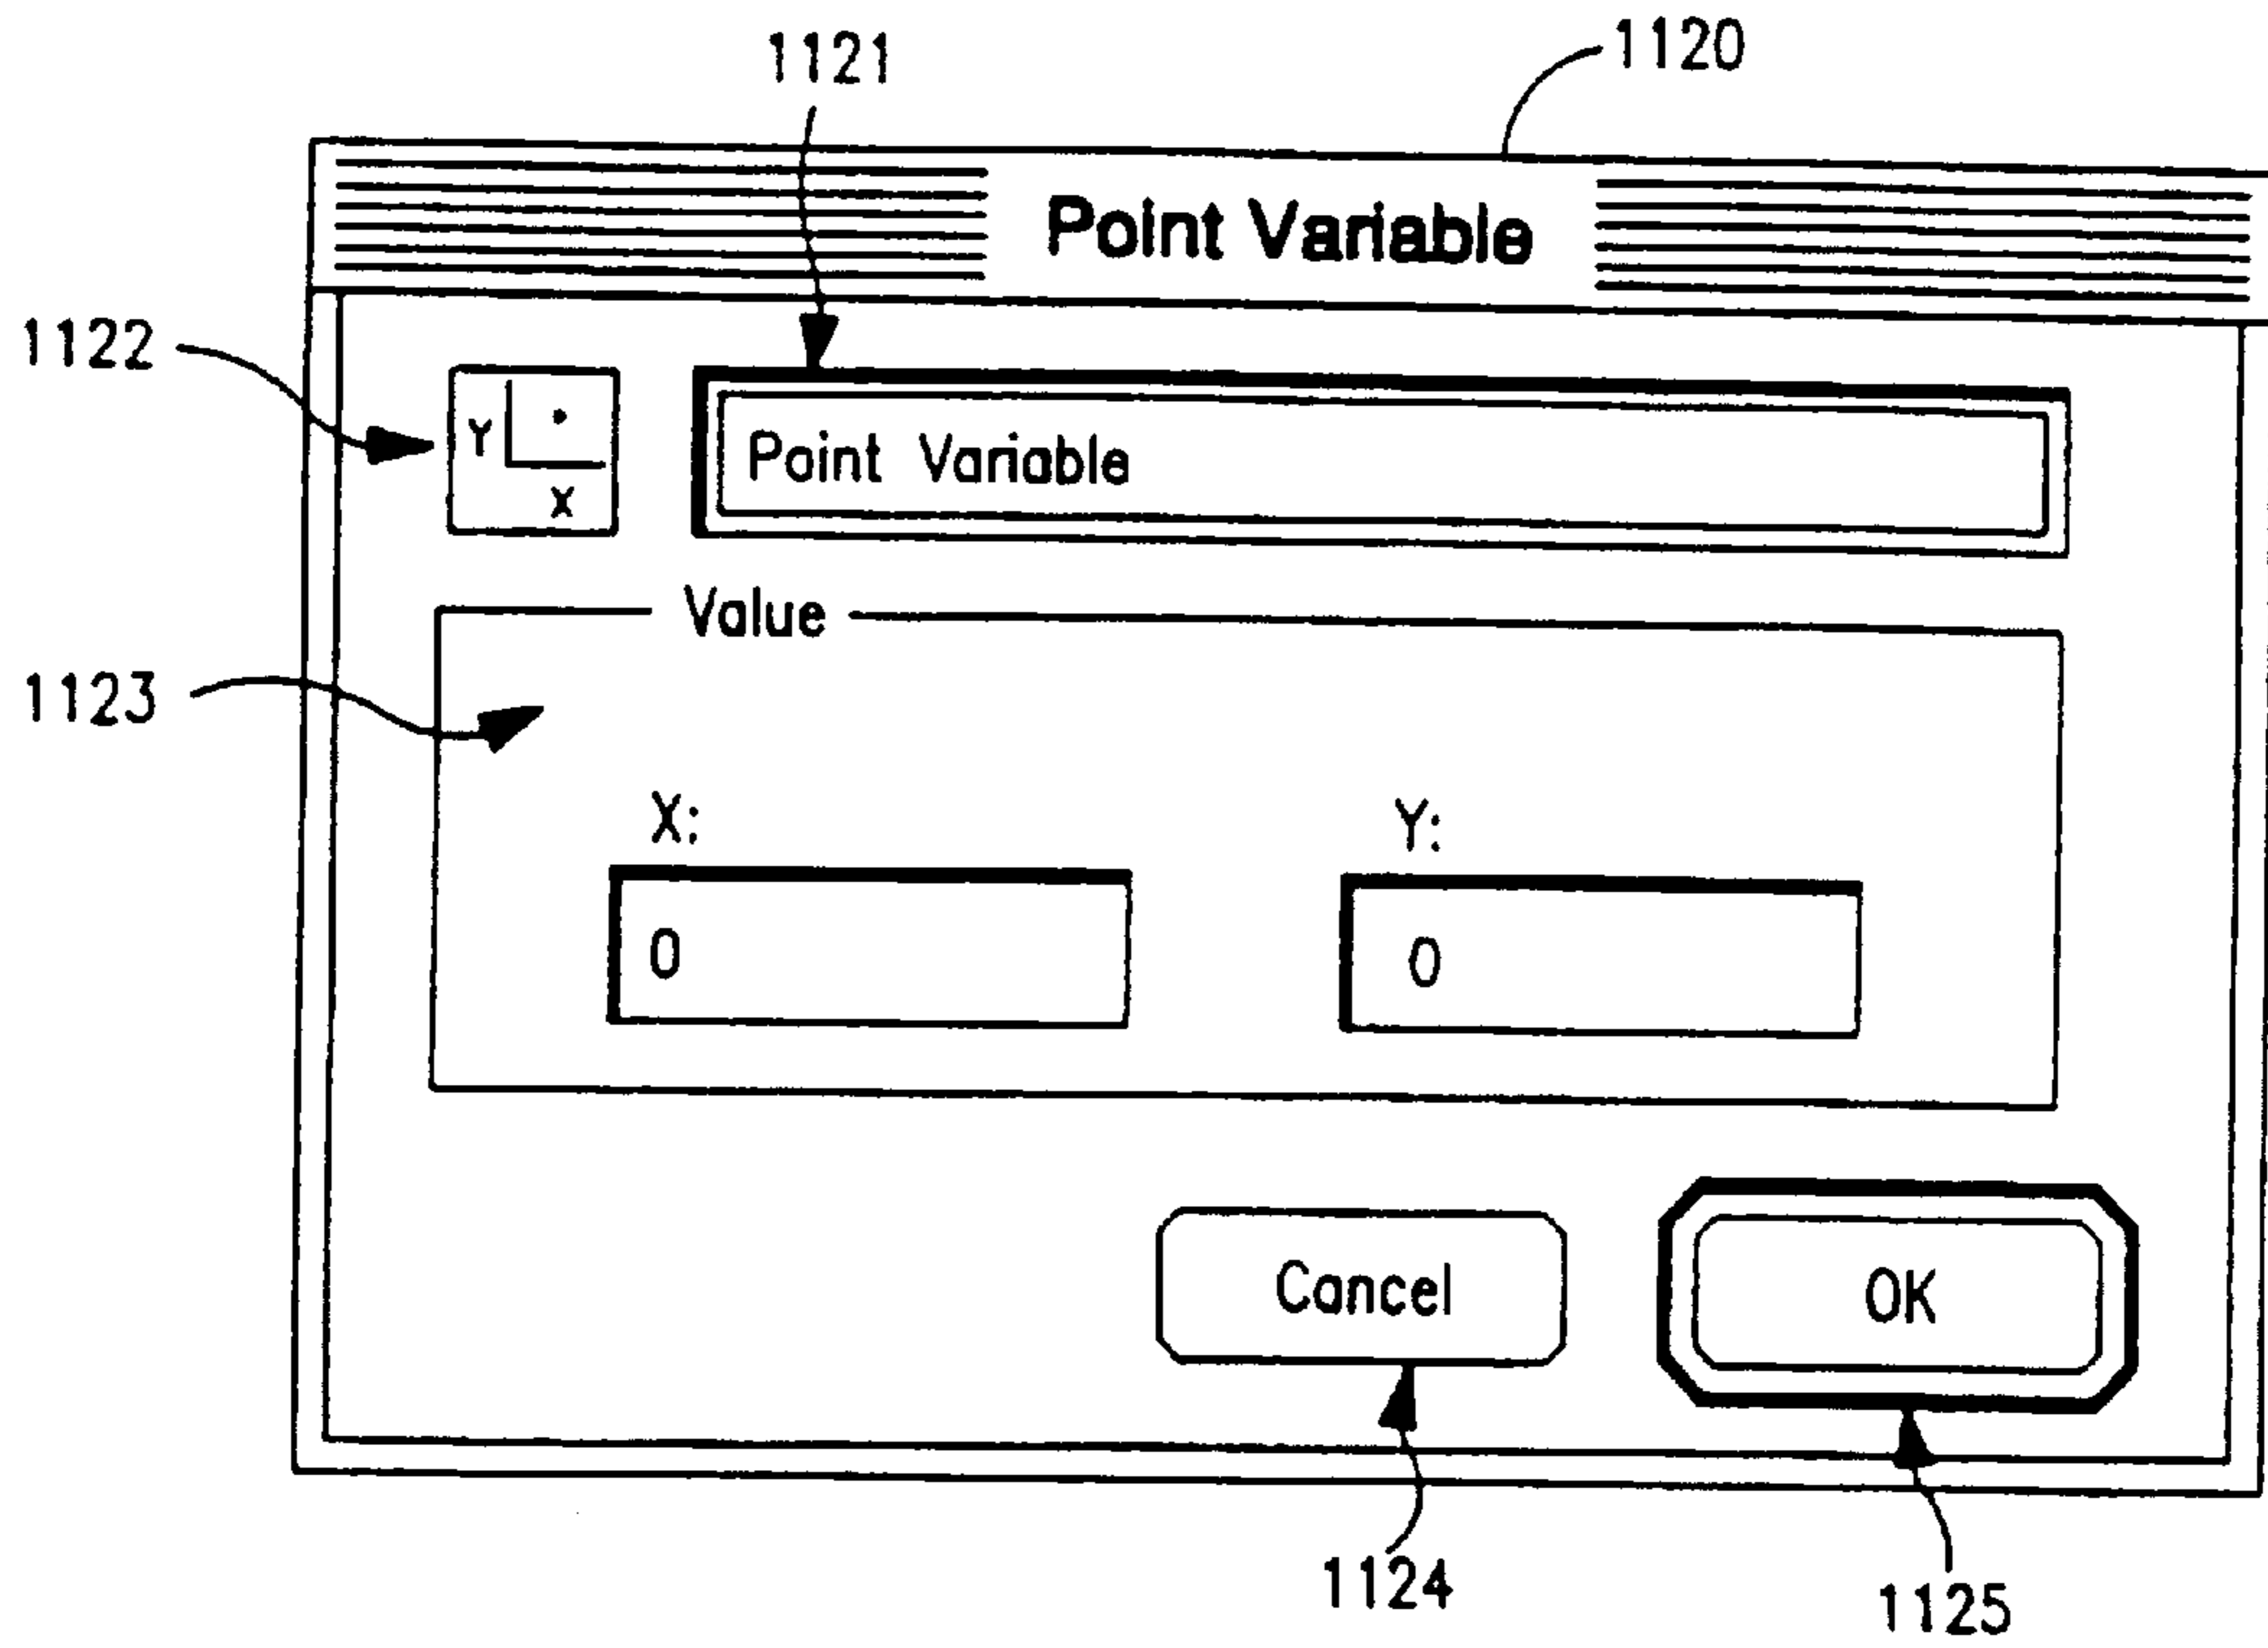 1121
1120
Point Variable
1122
Y
X
Point Variable
Value
1123
X:
Y:
0
0
Cancel
OK
1124
1125